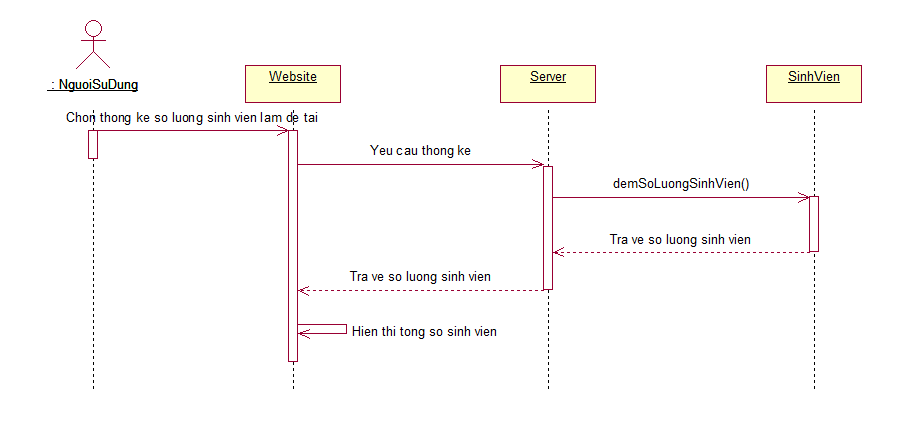 : NguoiSuDung
Website
Server
SinhVien
Chon thong ke so luong sinh vien lam de tai
Yeu cau thong ke
demSoLuongSinhVien()
Tra ve so luong sinh vien
Tra ve so luong sinh vien
Hien thi tong so sinh vien